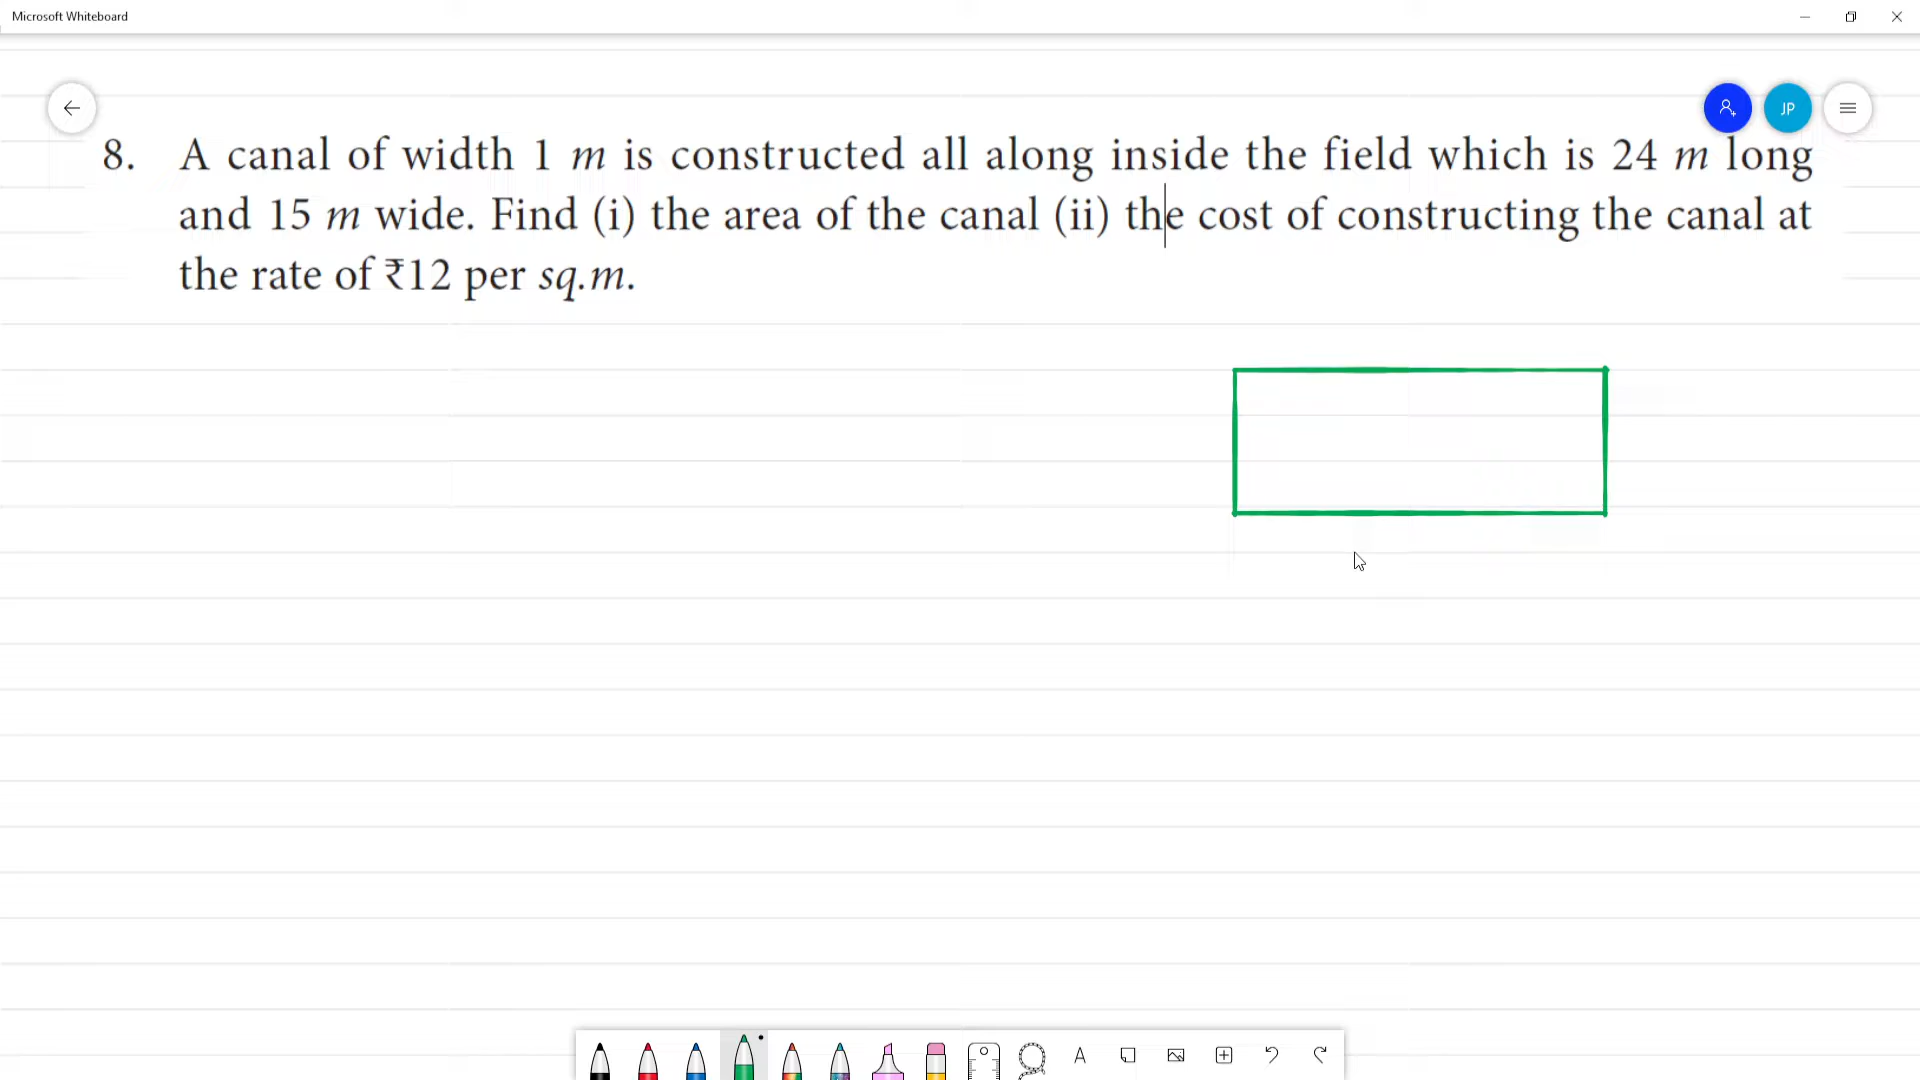 Microsoft Whiteboard
JP
8. A canal of width 1 m is constructed all along inside the field which is 24 m long
and 15 m wide. Find (i) the area of the canal (ii) the cost of constructing the canal at
the rate of ₹12 per sq.m.
A